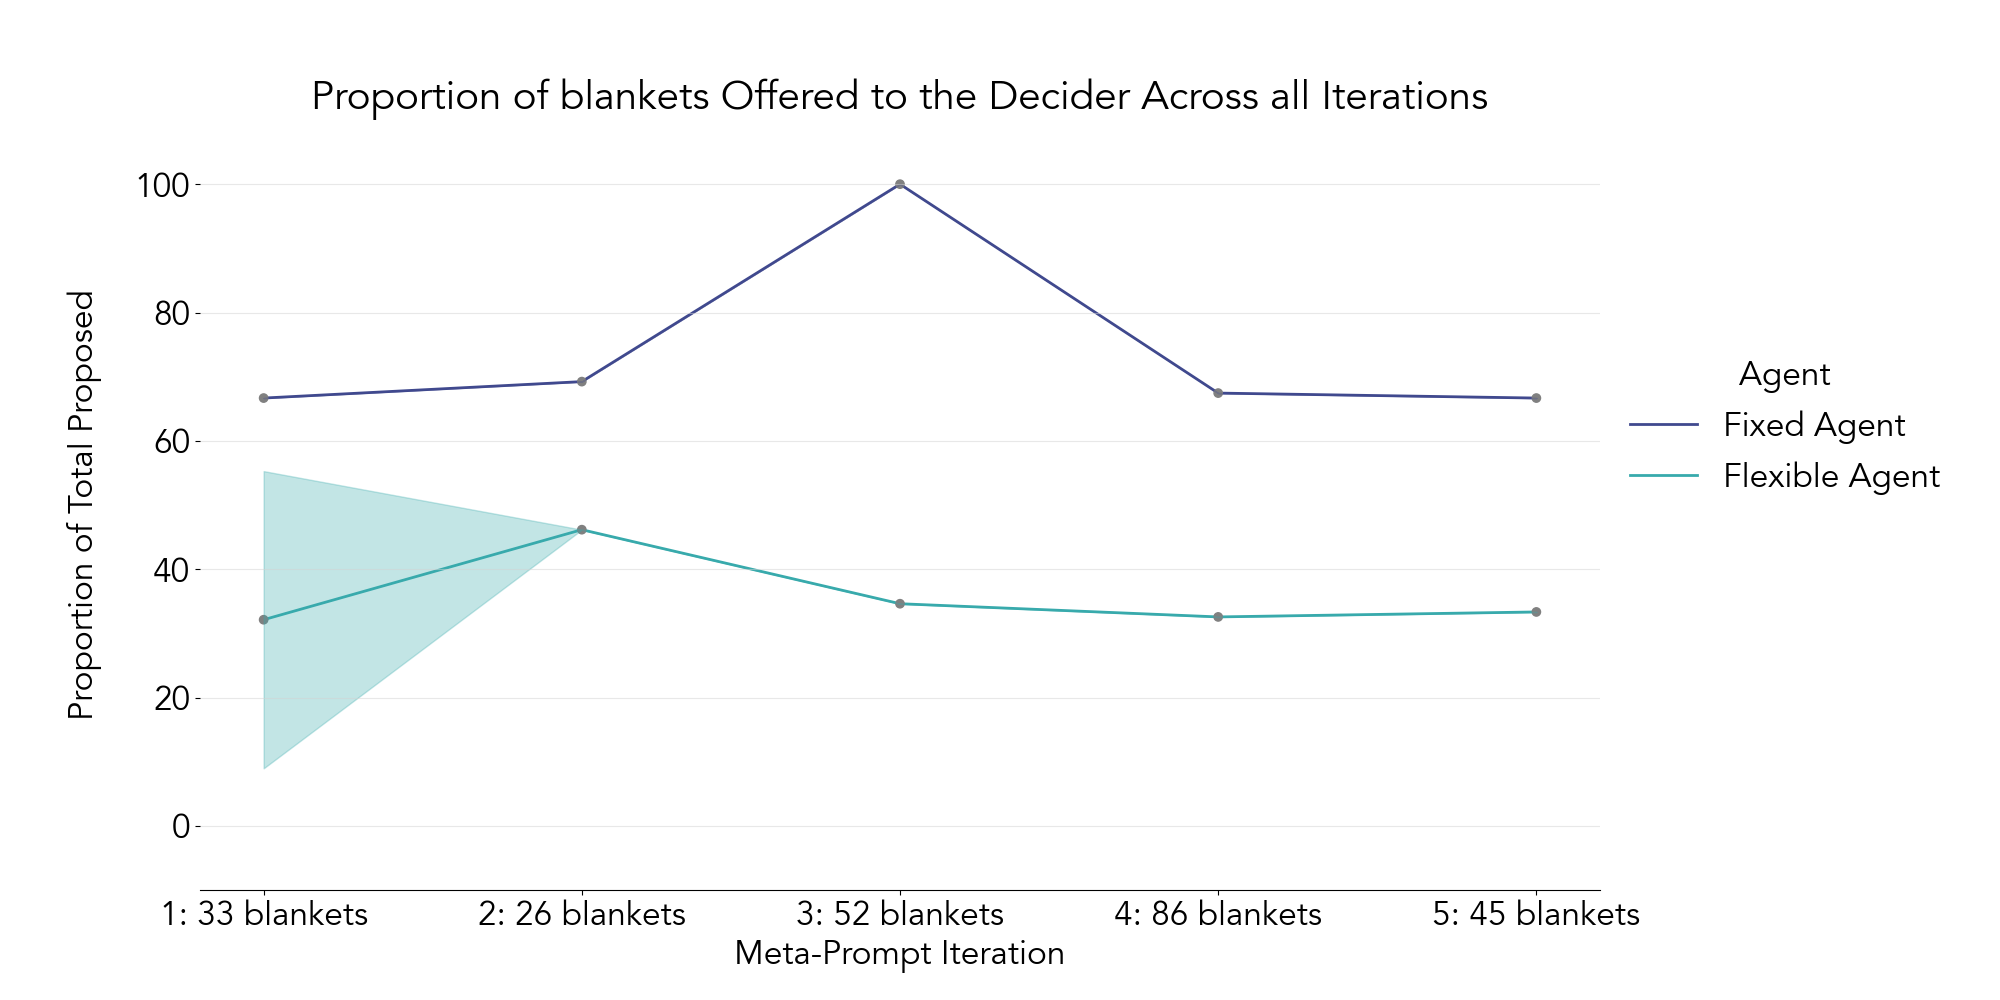 Proportion of blankets Offered to the Decider Across all Iterations
Proportion of Total Proposed
100
80
60
40
20
0
1: 33 blankets
2: 26 blankets
3: 52 blankets
4: 86 blankets
5: 45 blankets
Meta-Prompt Iteration
Agent
Fixed Agent
Flexible Agent